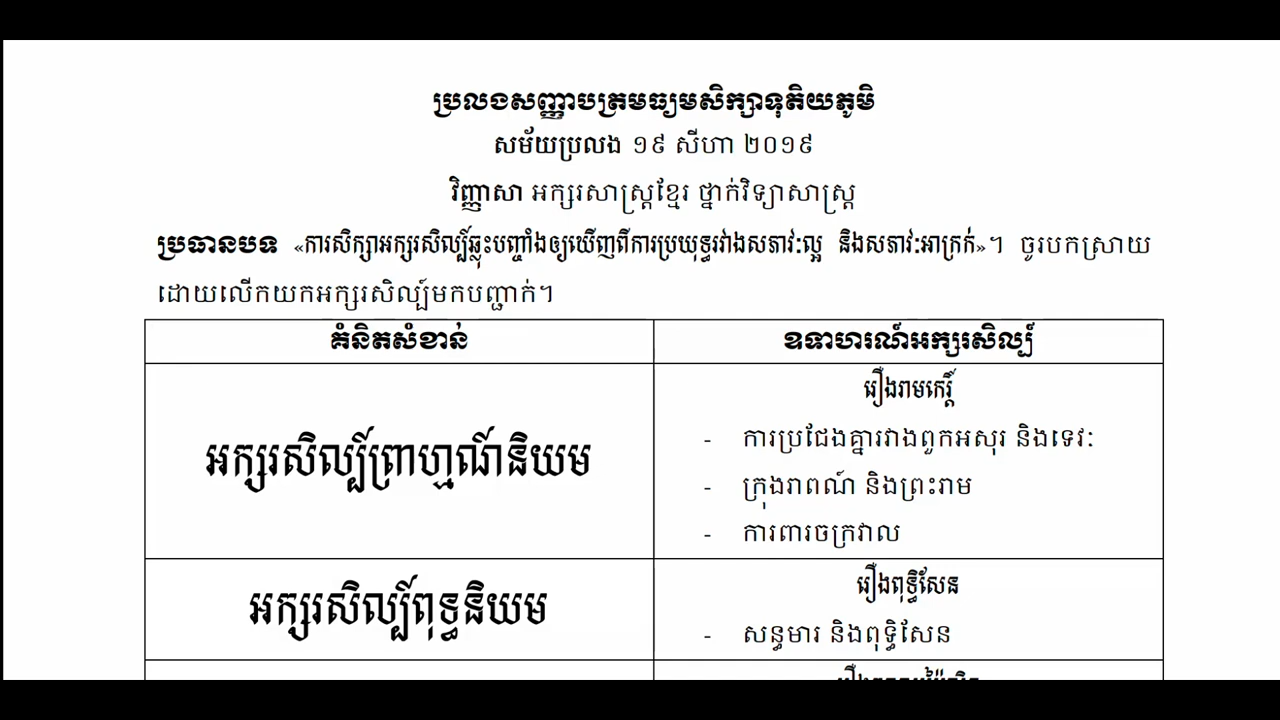 ប្រលងសញ្ញាបត្រមធ្យមសិក្សាទុតិយភូមិ
សម័យប្រលង ១៩ សីហា ២០១៩
វិញ្ញាសា អក្សរសាស្ត្រខ្មែរ ថ្នាក់វិទ្យាសាស្ត្រ
ប្រធានបទ «ការសិក្សាអក្សរសិល្ប៍ឆ្លុះបញ្ចាំងឲ្យឃើញពីការប្រយុទ្ធរវាងសភាវៈល្អ និងសភាវៈអាក្រក់»។ ចូរបកស្រាយ
ដោយលើកយកអក្សរសិល្ប៍មកបញ្ជាក់។
គំនិតសំខាន់
ឧទាហរណ៍អក្សរសិល្ប៍
អក្សរសិល្ប៍ព្រាហ្មណ៍និយម
រឿងរាមកេរ្តិ៍
- ការប្រជែងគ្នារវាងពួកអសុរ និងទេវៈ
- ក្រុងរាពណ៍ និងព្រះរាម
- ការពារចក្រវាល
អក្សរសិល្ប៍ពុទ្ធនិយម
រឿងពុទ្ធិសែន
- សន្ធមារ និងពុទ្ធិសែន